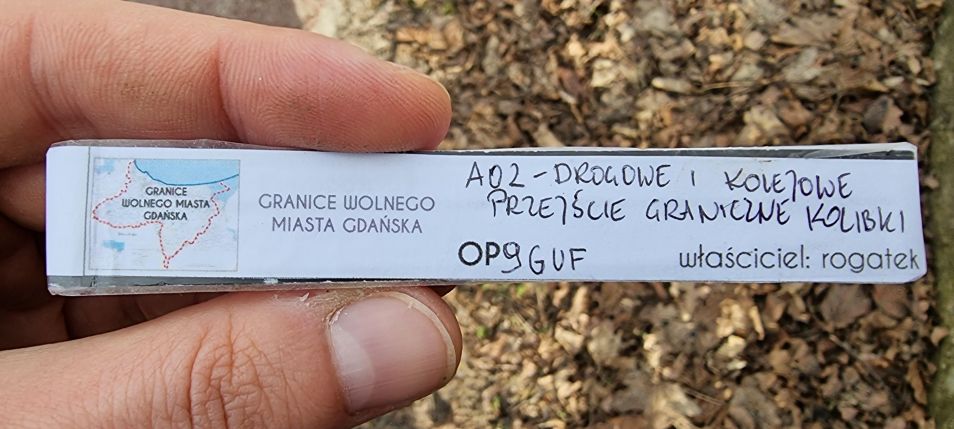 GRANICE
WOLNEGO MIASTA
GDAŃSKA
GRANICE WOLNEGO
MIASTA GDAŃSKA
A02 - DROGOWE I KOLEJOWE
PRZEJŚCIE GRANICZNE KOLIBKI
OP9GUF
właściciel: rogatek